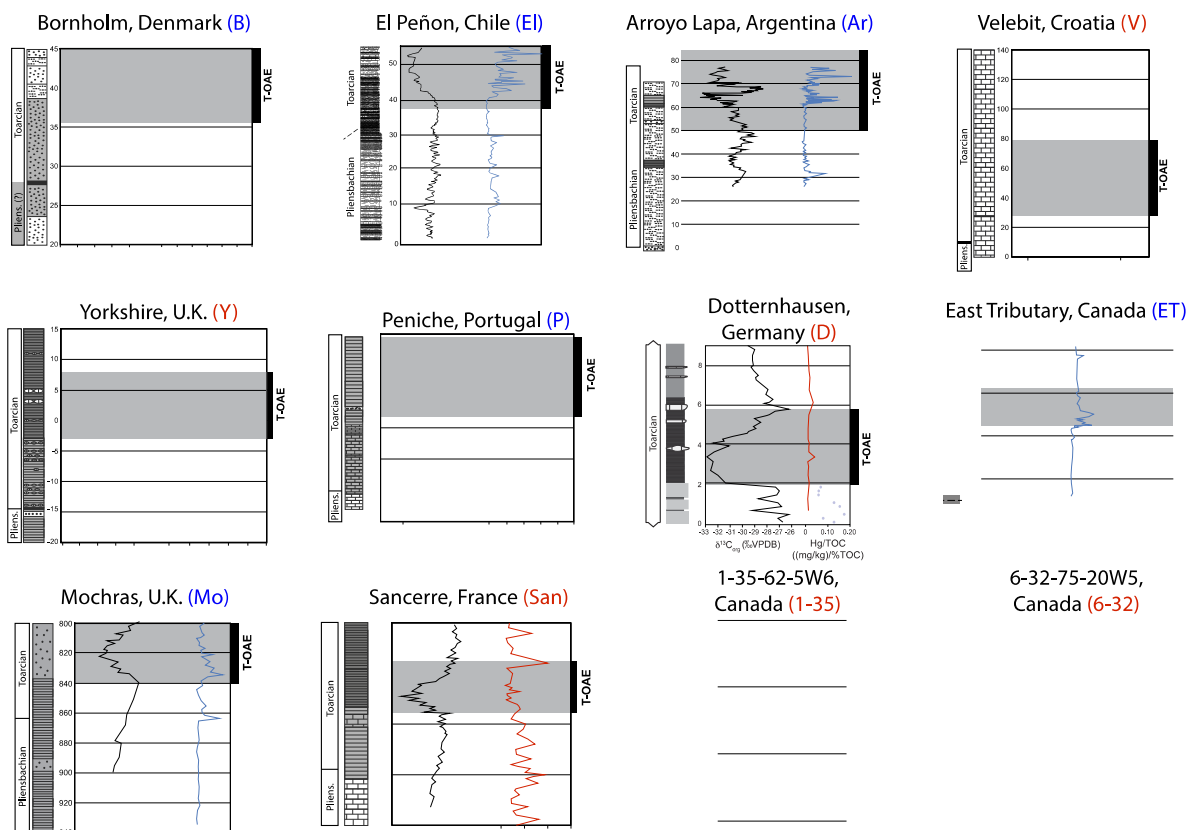 Bornholm, Denmark (B)
45
35
30
25
20
Toarcian
Pliens. (?)
T-OAE
El Peñon, Chile (El)
50
40
30
20
10
0
Toarcian
Pliensbachian
T-OAE
Arroyo Lapa, Argentina (Ar)
80
70
60
50
40
30
20
10
0
Toarcian
Pliensbachian
T-OAE
Velebit, Croatia (V)
140
120
100
80
60
40
20
0
Toarcian
Pliens.
T-OAE
Yorkshire, U.K. (Y)
15
10
5
0
-5
-10
-15
-20
Toarcian
Pliens.
T-OAE
Peniche, Portugal (P)
Toarcian
Pliens.
T-OAE
Dotternhausen,
Germany (D)
8
6
4
2
0
Toarcian
T-OAE
-33 -32 -31 -30 -29 -28 -27 -26 0 0.10 0.20
δ¹³Corg (‰VPDB) Hg/TOC
((mg/kg)/%TOC)
East Tributary, Canada (ET)
T-OAE
Mochras, U.K. (Mo)
800
820
840
860
880
900
920
Toarcian
Pliensbachian
T-OAE
Sancerre, France (San)
Toarcian
Pliens.
T-OAE
1-35-62-5W6,
Canada (1-35)
6-32-75-20W5,
Canada (6-32)